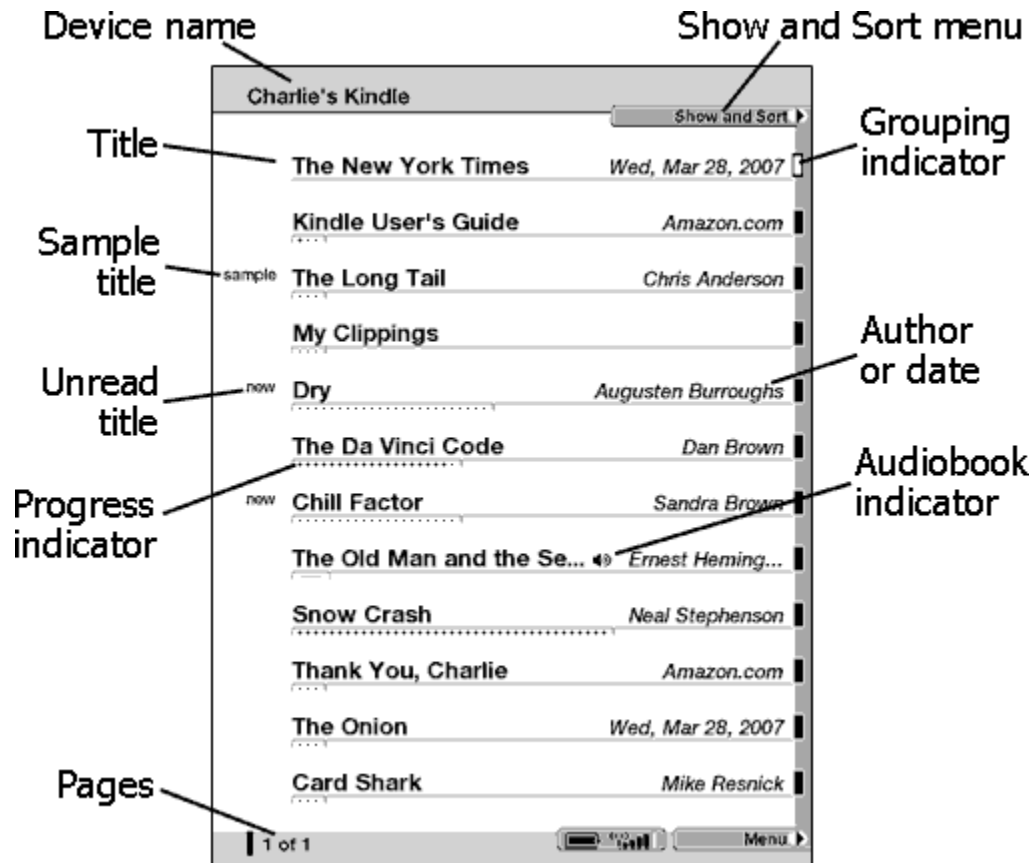 Device name
Show and Sort menu
Charlie's Kindle
Show and Sort
Title
The New York Times Wed, Mar 28, 2007
Grouping
indicator
Kindle User's Guide Amazon.com
Sample
title
sample The Long Tail Chris Anderson
My Clippings
Author
or date
Unread
title
new Dry Augusten Burroughs
The Da Vinci Code Dan Brown
Audiobook
indicator
Progress
indicator
new Chill Factor Sandra Brown
The Old Man and the Se... Ernest Heming...
Snow Crash Neal Stephenson
Thank You, Charlie Amazon.com
The Onion Wed, Mar 28, 2007
Pages
Card Shark Mike Resnick
1 of 1
Menu